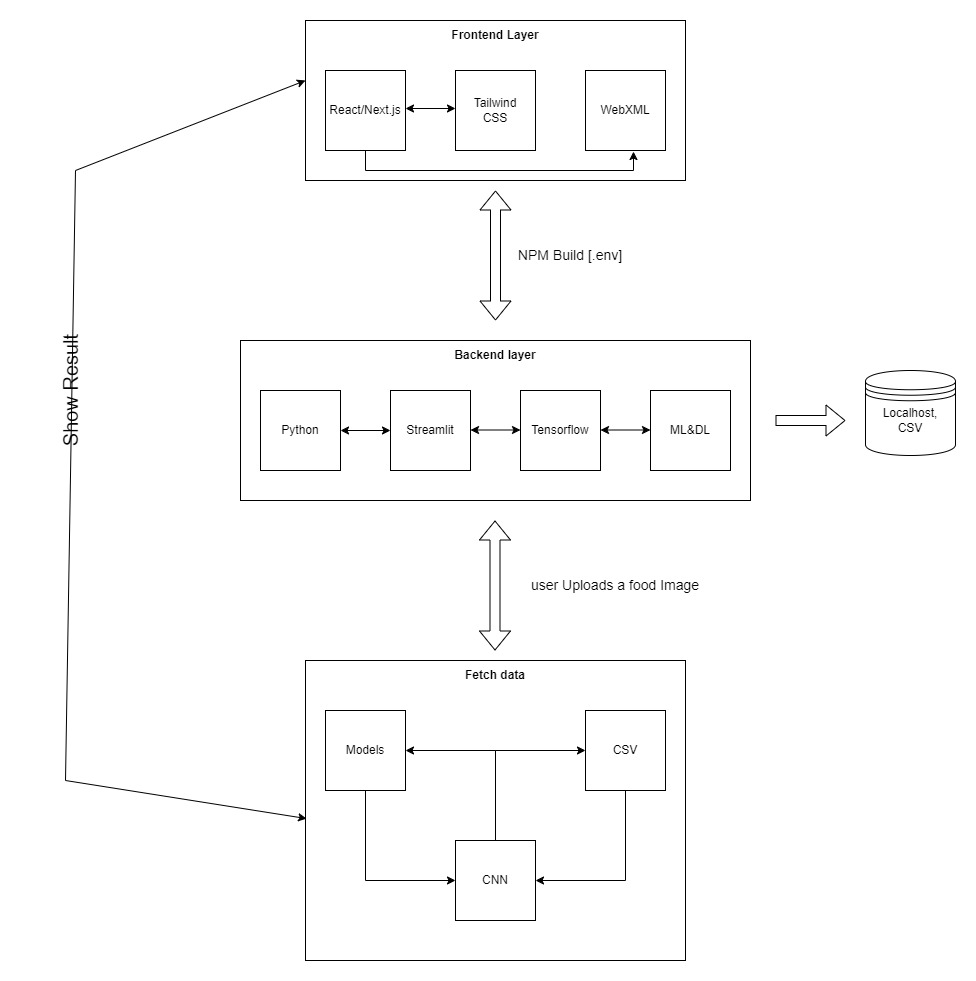 Frontend Layer
React/Next.js
Tailwind
CSS
WebXML
NPM Build [.env]
Show Result
Backend layer
Python
Streamlit
Tensorflow
ML&DL
Localhost,
CSV
user Uploads a food Image
Fetch data
Models
CSV
CNN